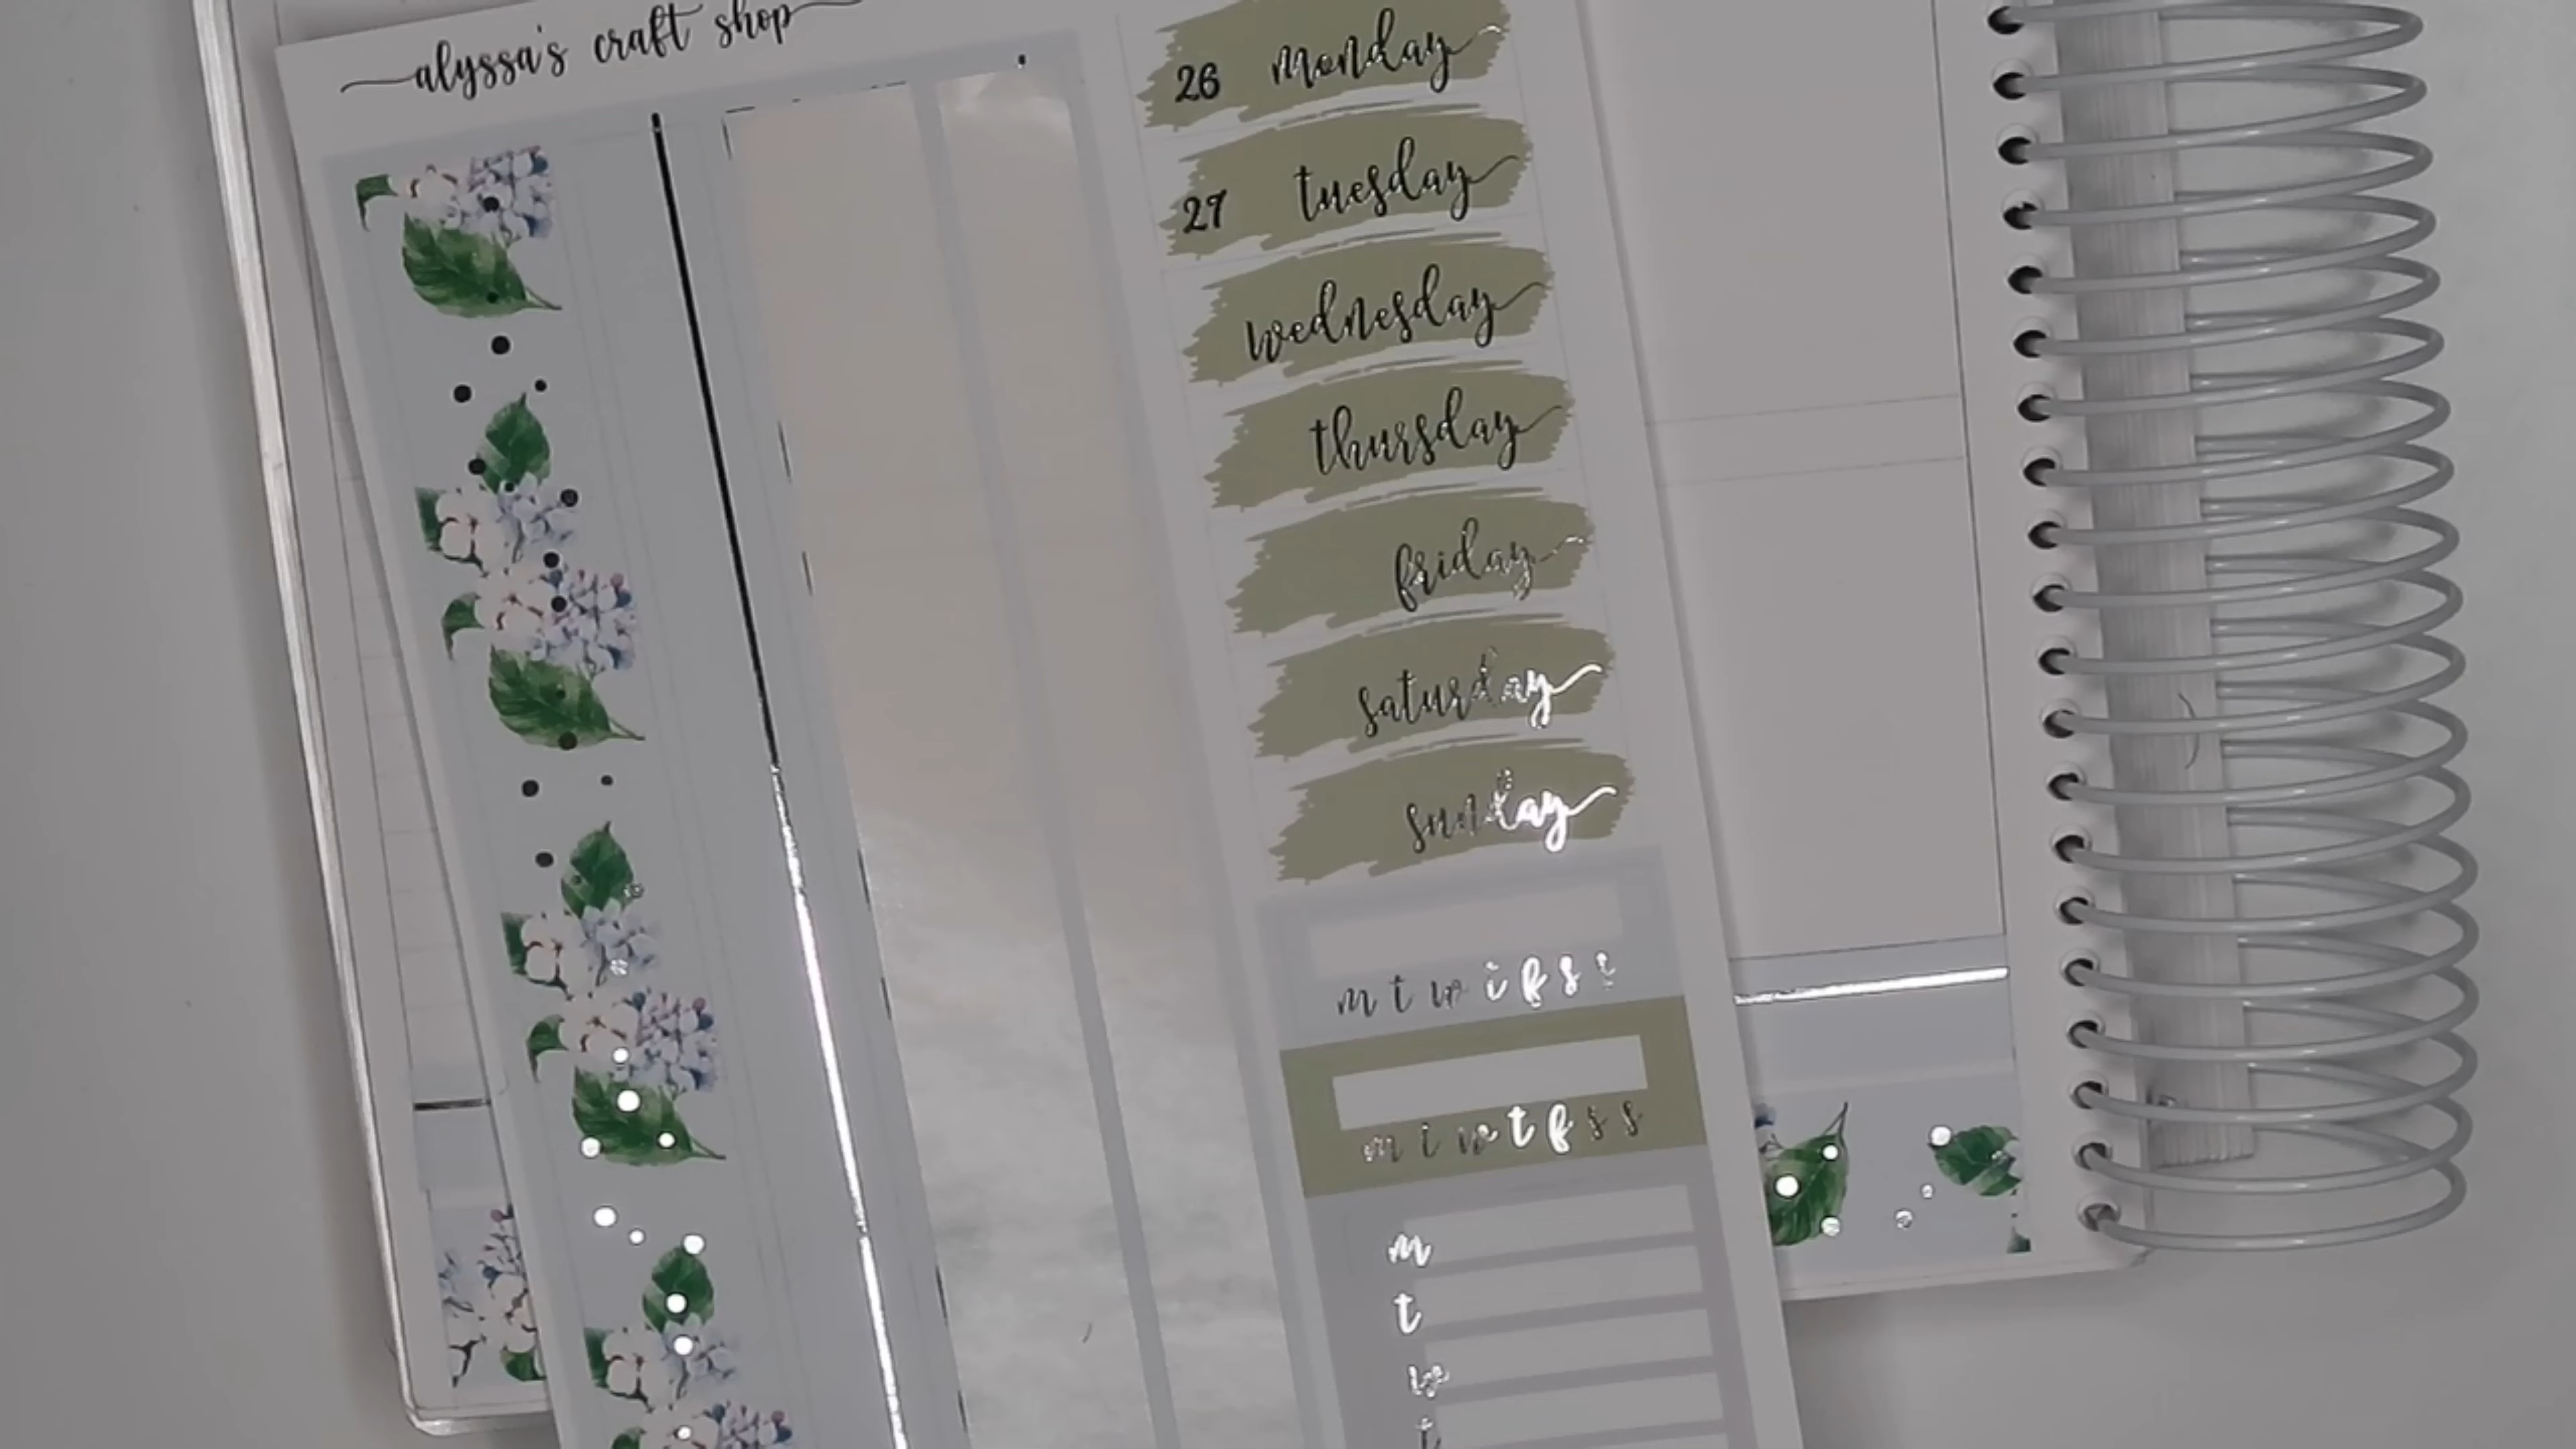 alyssa's craft shop
26 monday
27 tuesday
wednesday
thursday
friday
saturday
sunday
m t w t f s s
m t w t f s s
m
t
w
t